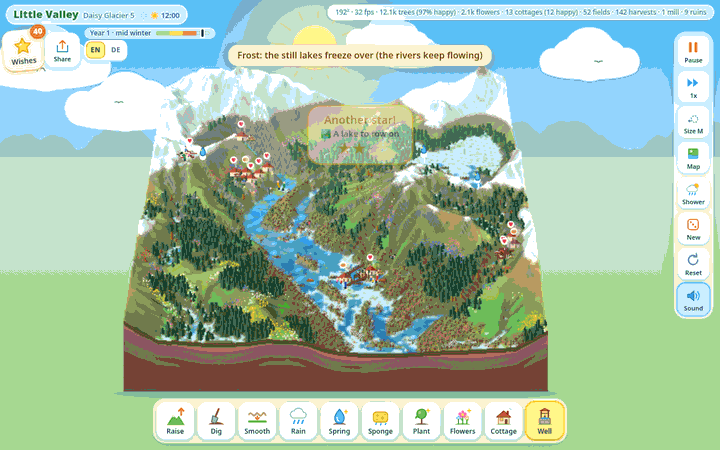 Little Valley Daisy Glacier 5 12:00
192² · 32 fps · 12.1k trees (97% happy) · 2.1k flowers · 13 cottages (12 happy) · 52 fields · 142 harvests · 1 mill · 9 ruins
40
Wishes
Share
Year 1 · mid winter
EN
DE
Frost: the still lakes freeze over (the rivers keep flowing)
Another star!
A lake to row on
Pause
1x
Size M
Map
Shower
New
Reset
Sound
Raise
Dig
Smooth
Rain
Spring
Sponge
Plant
Flowers
Cottage
Well